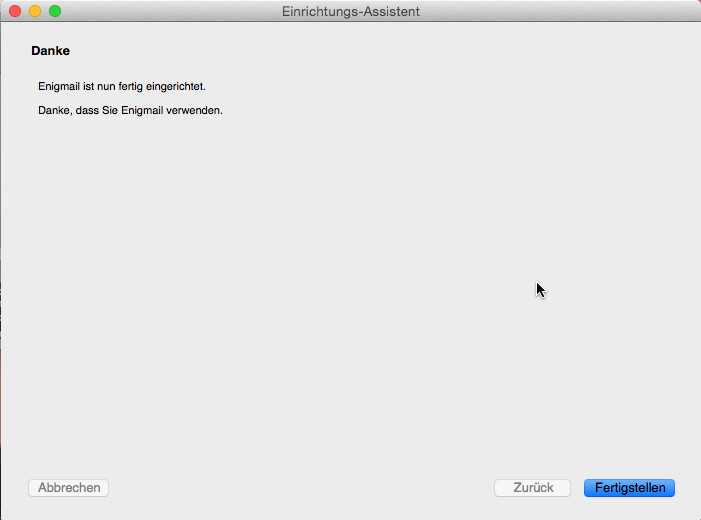 Einrichtungs-Assistent
Danke
Enigmail ist nun fertig eingerichtet.
Danke, dass Sie Enigmail verwenden.
Abbrechen
Zurück
Fertigstellen